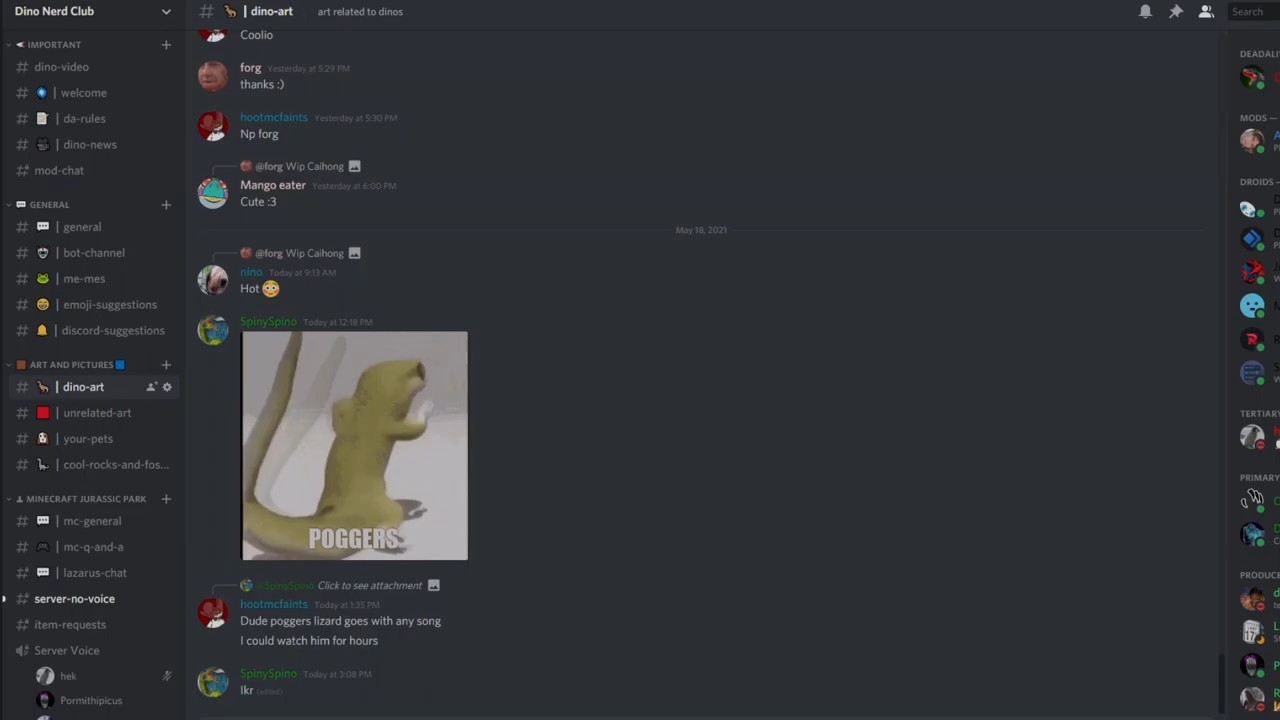 Dino Nerd Club
| dino-art
art related to dinos
Search
IMPORTANT
dino-video
| welcome
| da-rules
| dino-news
mod-chat
GENERAL
| general
| bot-channel
| me-mes
| emoji-suggestions
| discord-suggestions
ART AND PICTURES
| dino-art
| unrelated-art
| your-pets
| cool-rocks-and-fos...
MINECRAFT JURASSIC PARK
| mc-general
| mc-q-and-a
| lazarus-chat
server-no-voice
item-requests
Server Voice
hek
Pormithipicus
Coolio
forg Yesterday at 5:29 PM
thanks :)
hootmcfaints Yesterday at 5:30 PM
Np forg
@forg Wip Caihong
Mango eater Yesterday at 6:00 PM
Cute :3
May 18, 2021
@forg Wip Caihong
nino Today at 9:13 AM
Hot 😳
SpinySpino Today at 12:18 PM
POGGERS
@SpinySpino Click to see attachment
hootmcfaints Today at 1:35 PM
Dude poggers lizard goes with any song
I could watch him for hours
SpinySpino Today at 3:08 PM
Ikr (edited)
DEADALI
MODS —
DROIDS —
TERTIARY
PRIMARY
PRODUCE